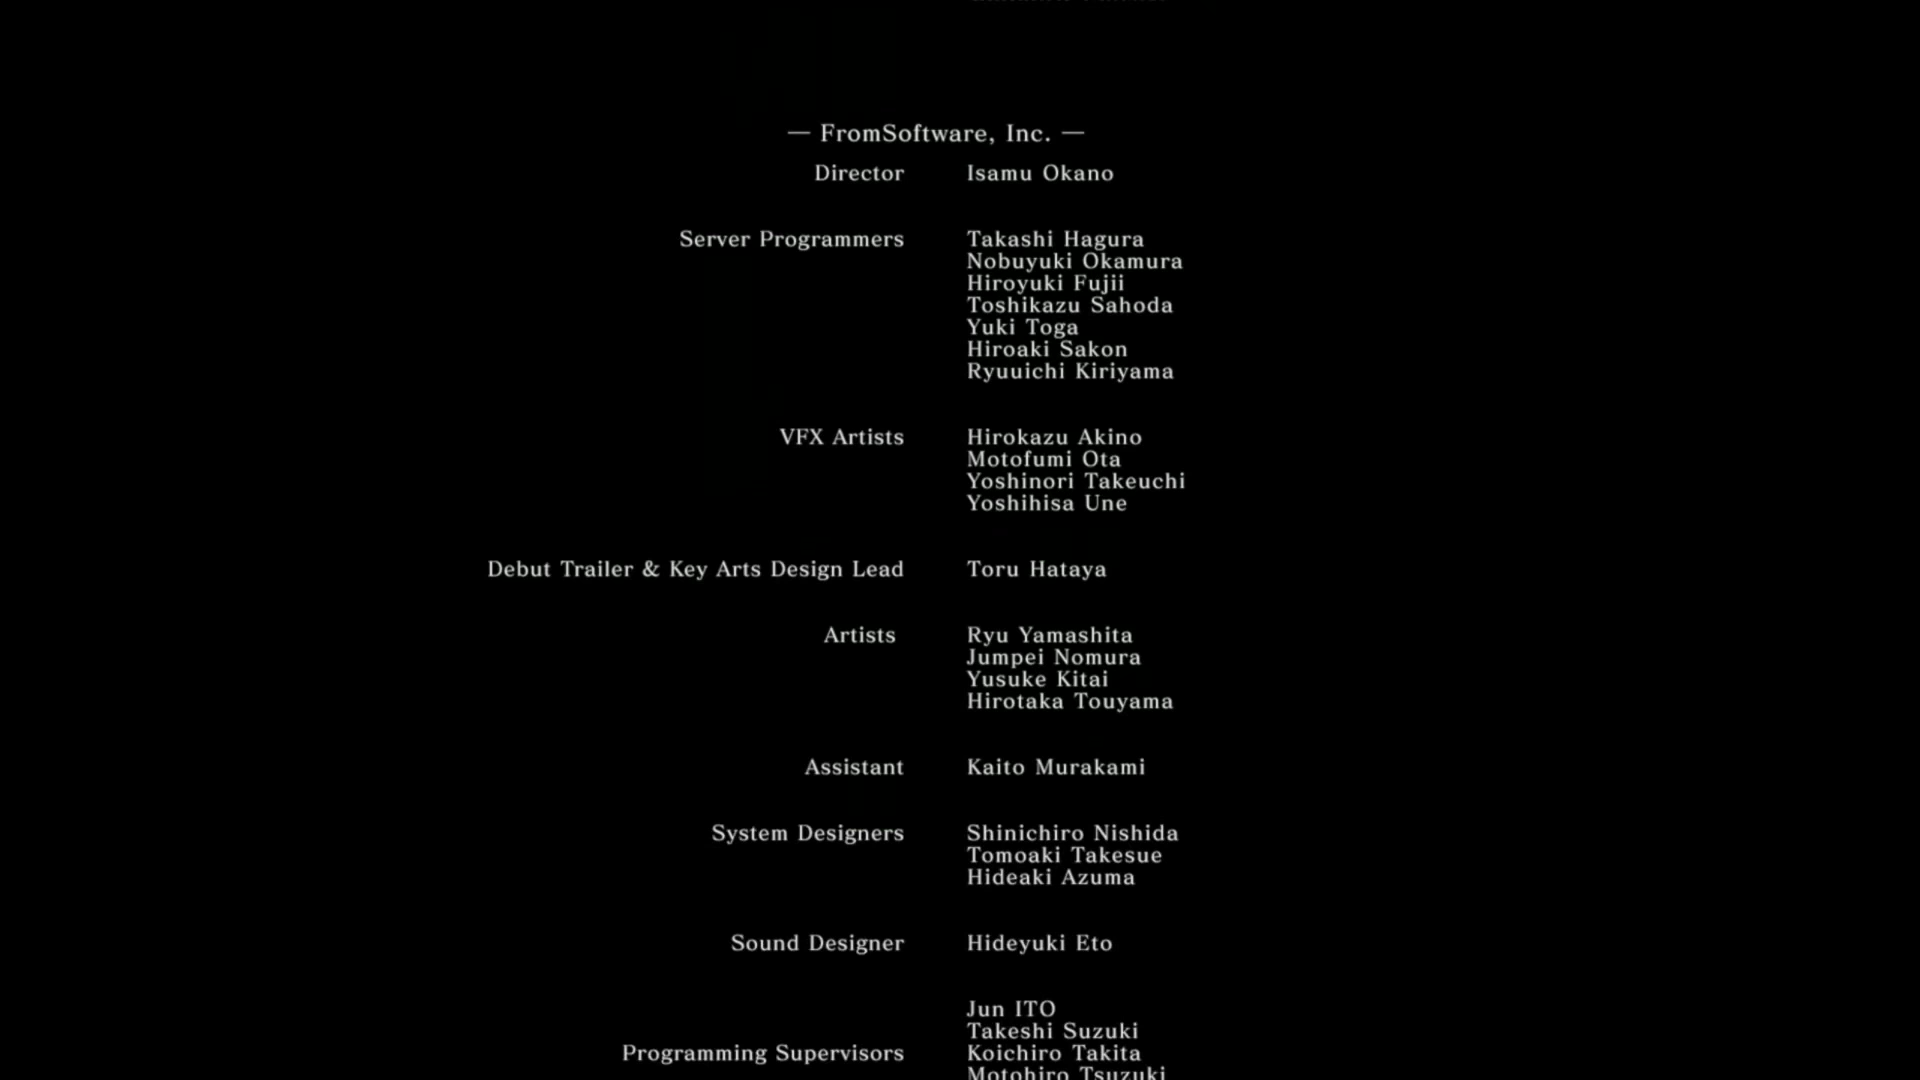 — FromSoftware, Inc. —
Director Isamu Okano
Server Programmers Takashi Hagura
Nobuyuki Okamura
Hiroyuki Fujii
Toshikazu Sahoda
Yuki Toga
Hiroaki Sakon
Ryuuichi Kiriyama
VFX Artists Hirokazu Akino
Motofumi Ota
Yoshinori Takeuchi
Yoshihisa Une
Debut Trailer & Key Arts Design Lead Toru Hataya
Artists Ryu Yamashita
Jumpei Nomura
Yusuke Kitai
Hirotaka Touyama
Assistant Kaito Murakami
System Designers Shinichiro Nishida
Tomoaki Takesue
Hideaki Azuma
Sound Designer Hideyuki Eto
Jun ITO
Takeshi Suzuki
Programming Supervisors Koichiro Takita
Motohiro Tsuzuki